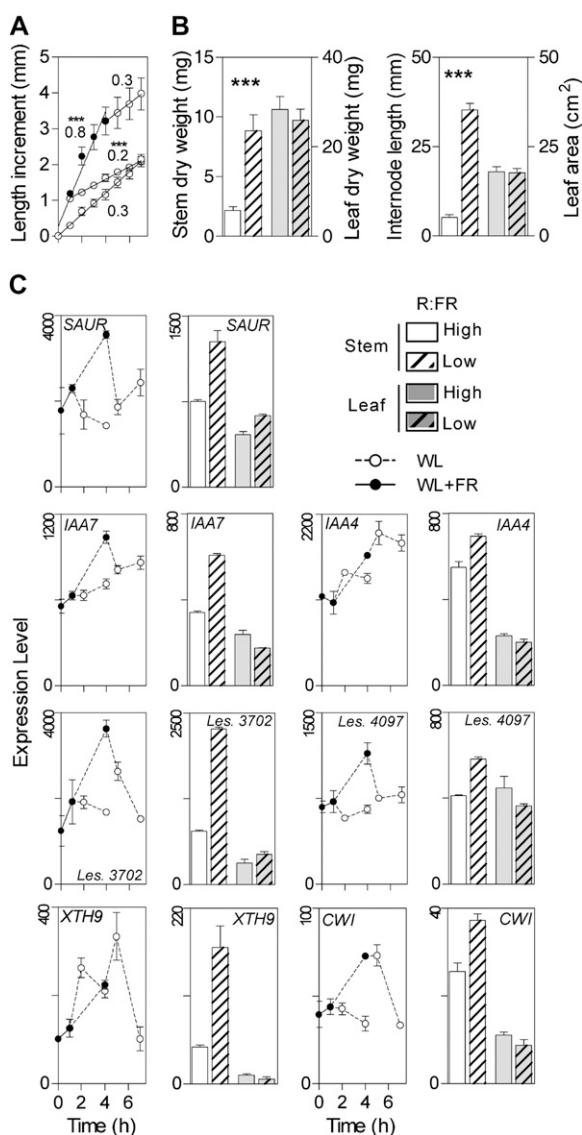 A
Length increment (mm)
5
4
3
2
1
0
0.3
***
0.8
***
0.2
0.3
B
Stem dry weight (mg)
15
10
5
0
***
40
20
0
Leaf dry weight (mg)
Internode length (mm)
50
25
0
***
50
25
0
Leaf area (cm2)
C
Expression Level
4000
SAUR
0
1500
SAUR
0
R:FR
Stem
High
Low
Leaf
High
Low
WL
WL+FR
1200
IAA7
0
800
IAA7
0
2200
IAA4
0
800
IAA4
0
4000
Les. 3702
0
2500
Les. 3702
0
1500
Les. 4097
0
800
Les. 4097
0
400
XTH9
0
220
XTH9
0
100
CWI
0
40
CWI
0
0 2 4 6
Time (h)
0 2 4 6
Time (h)